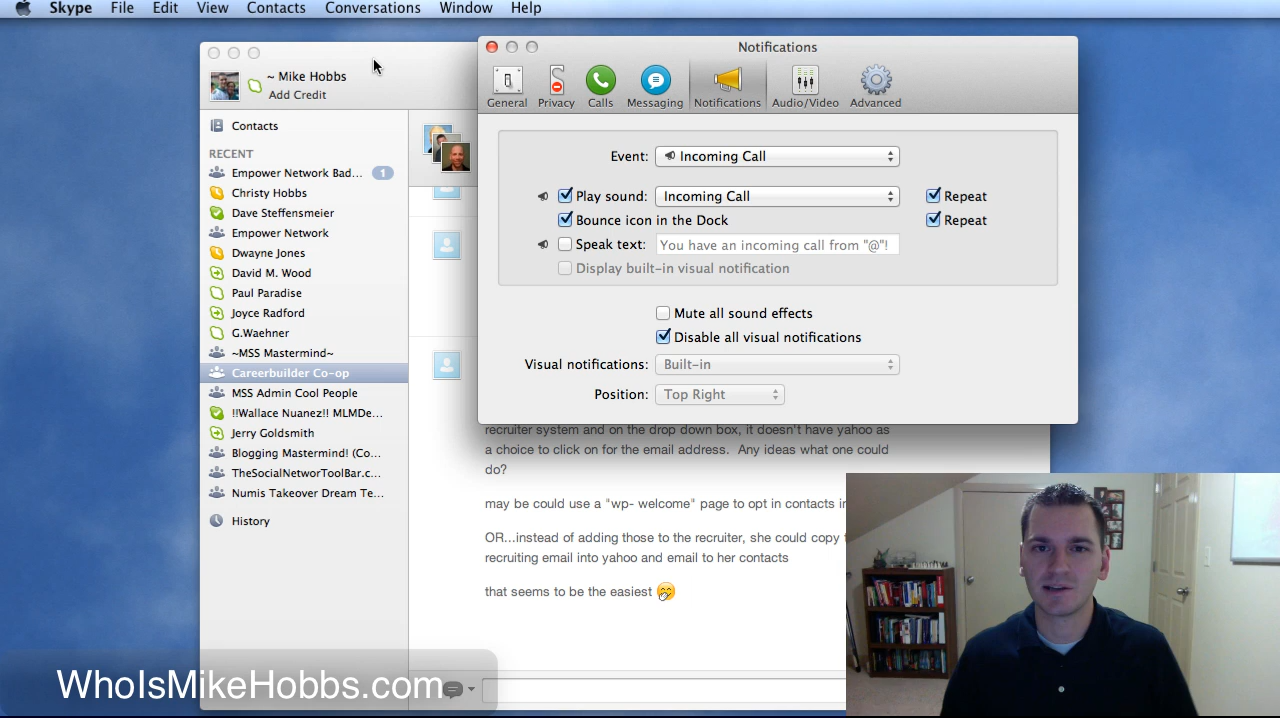 Skype File Edit View Contacts Conversations Window Help
~ Mike Hobbs
Add Credit
Contacts
RECENT
Empower Network Bad... 1
Christy Hobbs
Dave Steffensmeier
Empower Network
Dwayne Jones
David M. Wood
Paul Paradise
Joyce Radford
G.Waehner
~MSS Mastermind~
Careerbuilder Co-op
MSS Admin Cool People
!!Wallace Nuanez!! MLMDe...
Jerry Goldsmith
Blogging Mastermind! (Co...
TheSocialNetworToolBar.c...
Numis Takeover Dream Te...
History
Notifications
General Privacy Calls Messaging Notifications Audio/Video Advanced
Event: Incoming Call
Play sound: Incoming Call Repeat
Bounce icon in the Dock Repeat
Speak text: You have an incoming call from "@"!
Display built-in visual notification
Mute all sound effects
Disable all visual notifications
Visual notifications: Built-in
Position: Top Right
recruiter system and on the drop down box, it doesn't have yahoo as
a choice to click on for the email address. Any ideas what one could
do?
may be could use a "wp- welcome" page to opt in contacts
OR...instead of adding those to the recruiter, she could copy
recruiting email into yahoo and email to her contacts
that seems to be the easiest
WhoIsMikeHobbs.com